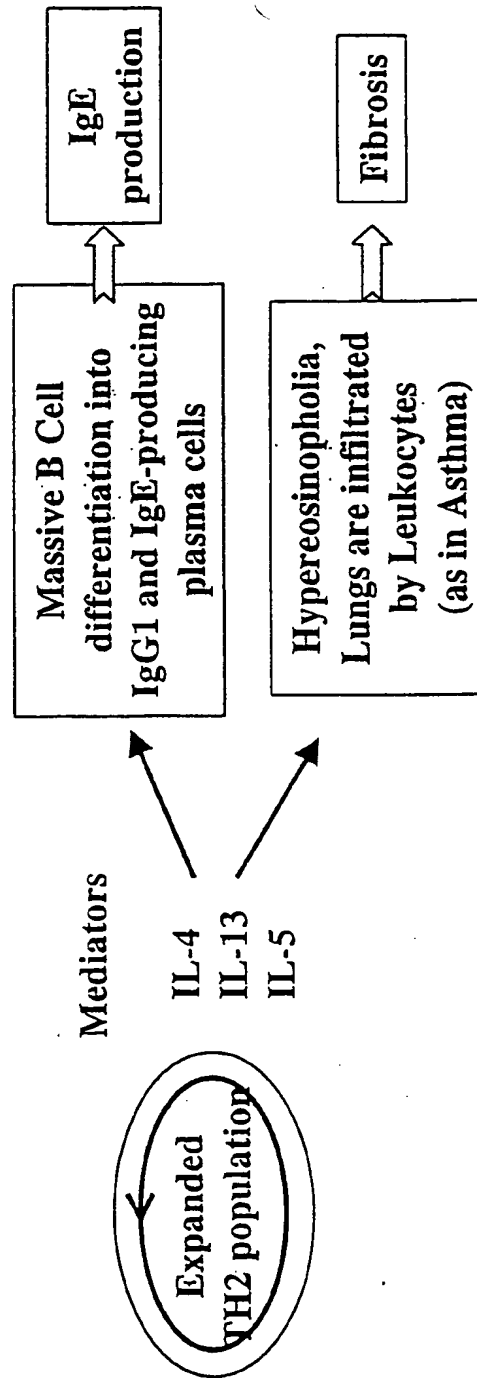 Expanded
TH2 population
Mediators
IL-4
IL-13
IL-5
Massive B Cell
differentiation into
IgG1 and IgE-producing
plasma cells
IgE
production
Hypereosinopholia,
Lungs are infiltrated
by Leukocytes
(as in Asthma)
Fibrosis